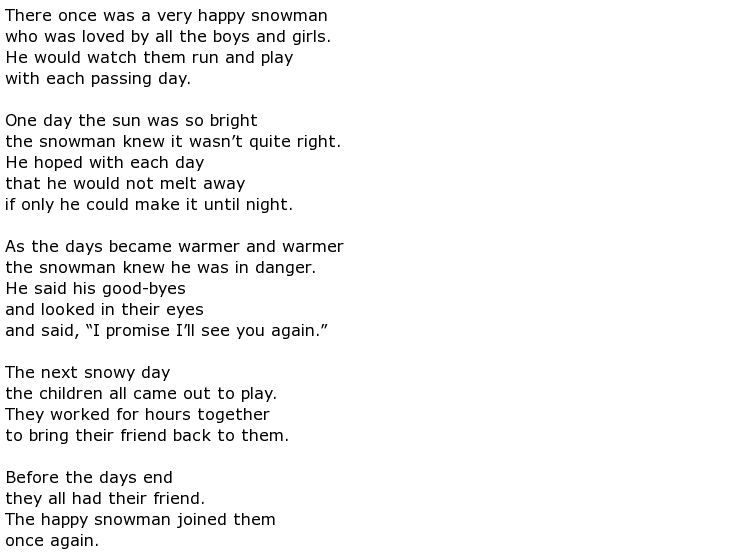 There once was a very happy snowman
who was loved by all the boys and girls.
He would watch them run and play
with each passing day.

One day the sun was so bright
the snowman knew it wasn’t quite right.
He hoped with each day
that he would not melt away
if only he could make it until night.

As the days became warmer and warmer
the snowman knew he was in danger.
He said his good-byes
and looked in their eyes
and said, “I promise I’ll see you again.”

The next snowy day
the children all came out to play.
They worked for hours together
to bring their friend back to them.

Before the days end
they all had their friend.
The happy snowman joined them
once again.